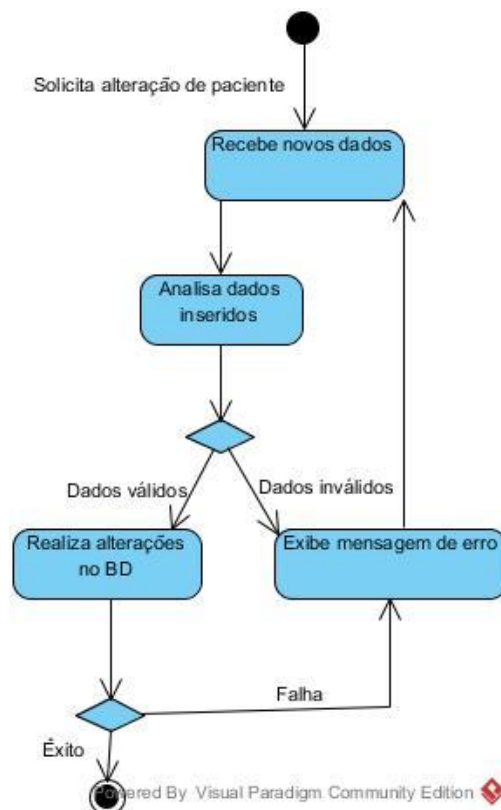 Solicita alteração de paciente
Recebe novos dados
Analisa dados
inseridos
Dados válidos
Dados inválidos
Realiza alterações
no BD
Exibe mensagem de erro
Falha
Êxito
Powered By Visual Paradigm Community Edition